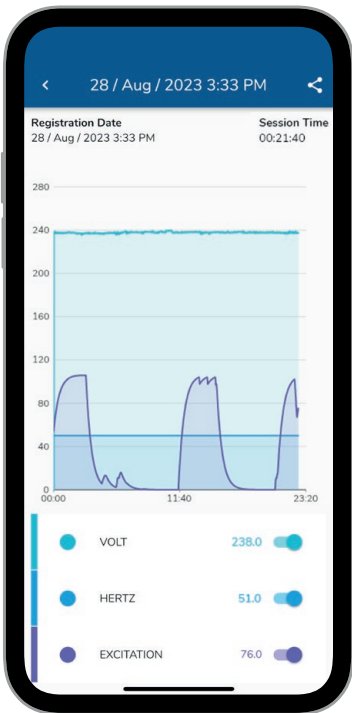 28 / Aug / 2023 3:33 PM
Registration Date
Session Time
28 / Aug / 2023 3:33 PM
00:21:40
280
240
200
160
120
80
40
0
00:00
11:40
23:20
VOLT
238.0
HERTZ
51.0
EXCITATION
76.0